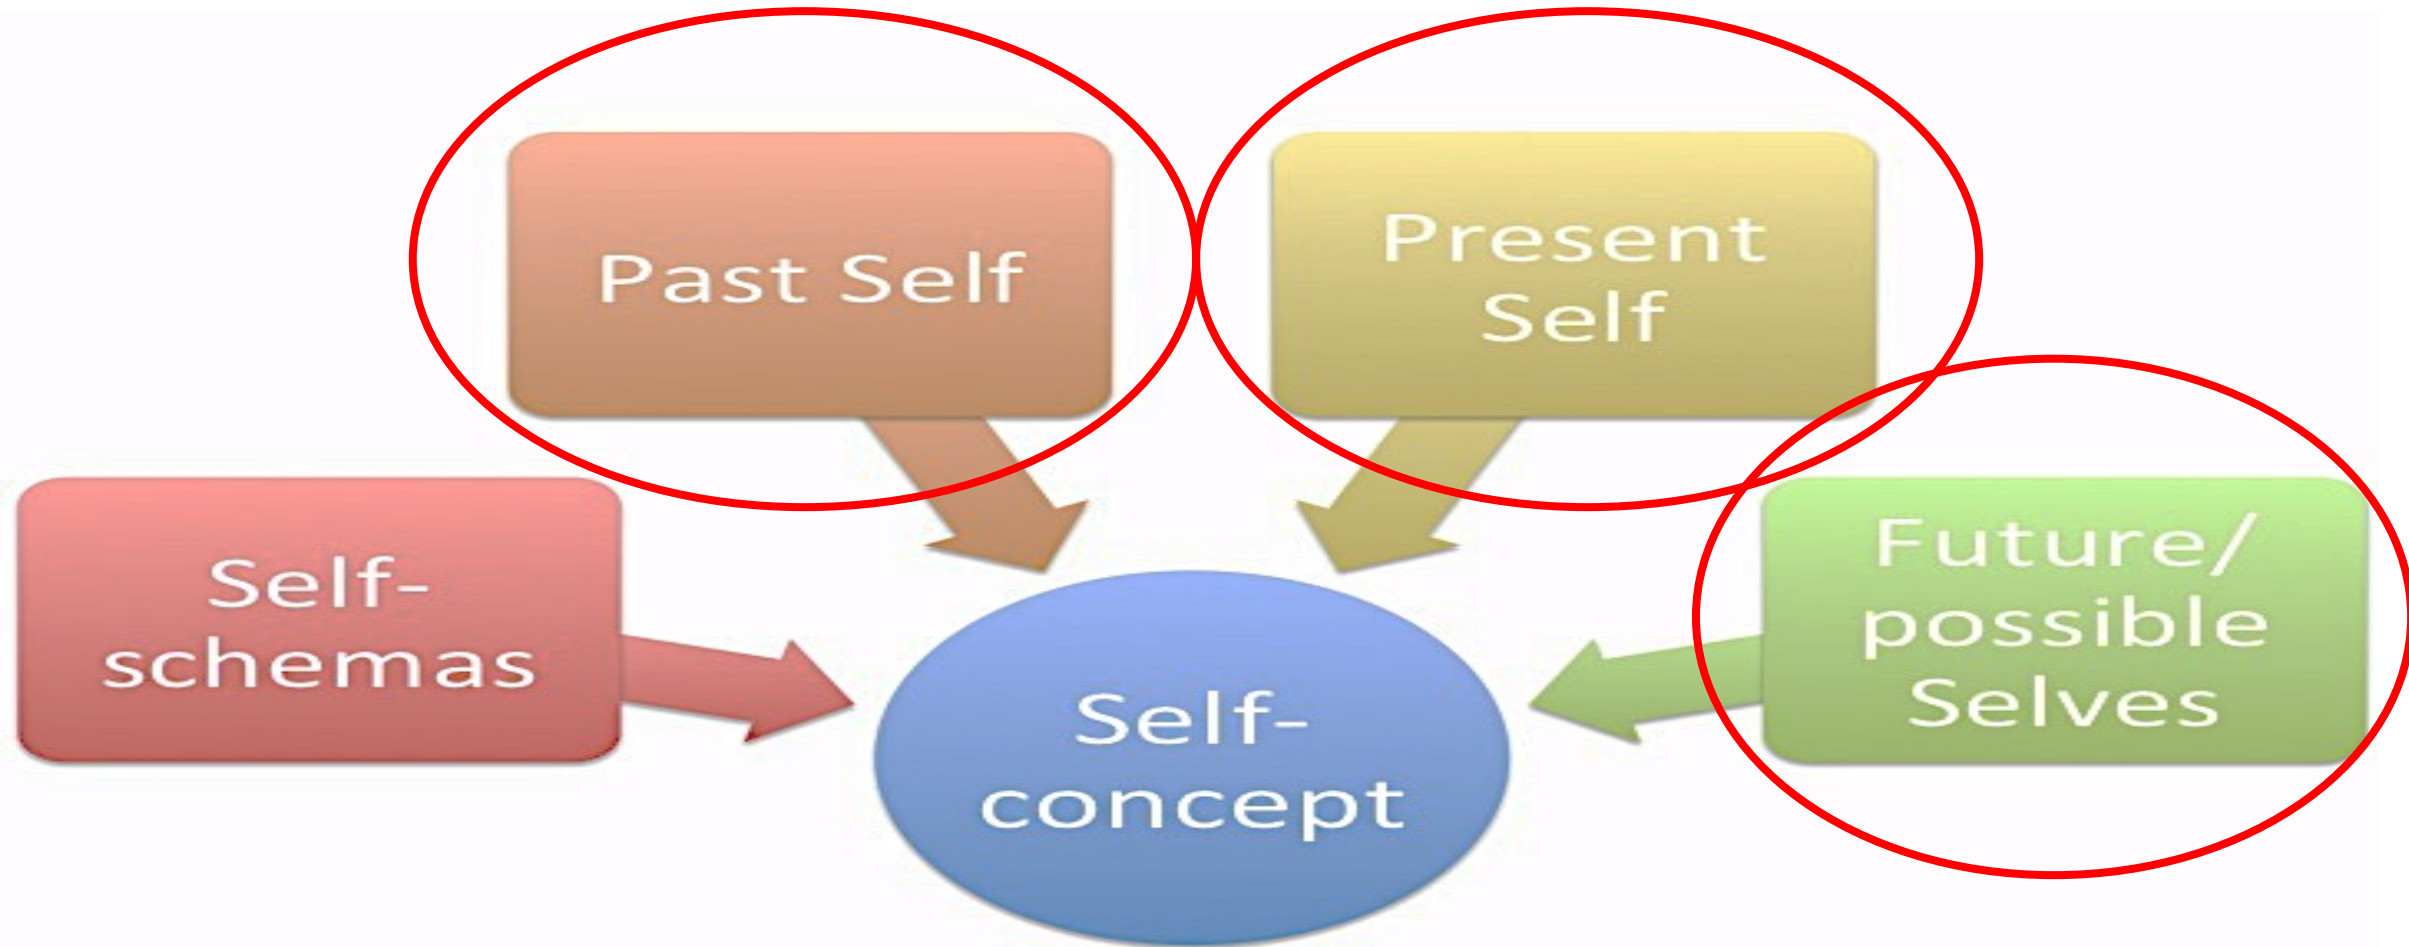 Past Self
Present
Self
Self-
schemas
Future/
possible
Selves
Self-
concept